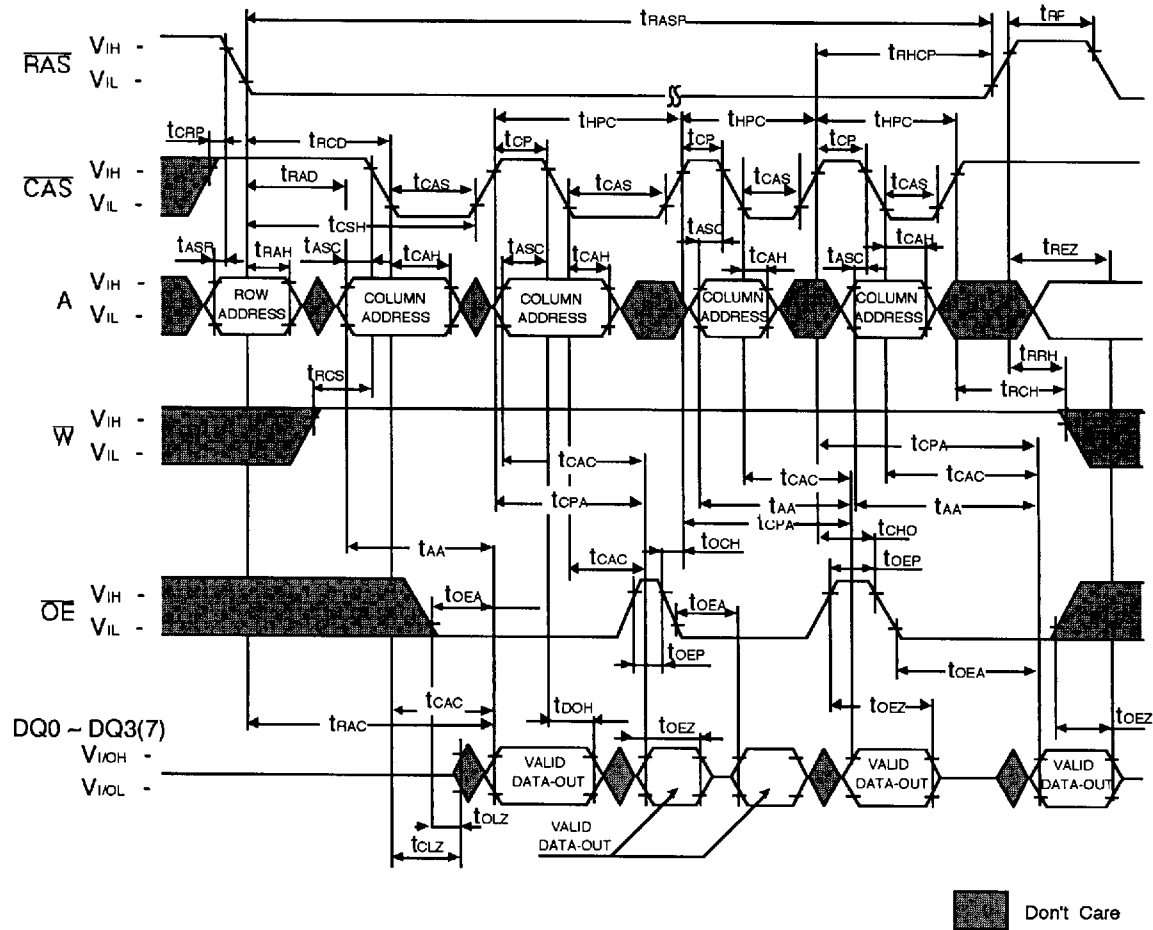 tRASP
tRP
RAS
VIH -
VIL -
tRHCP
tCRP
tRCD
tHPC
tHPC
tHPC
tCP
tCP
tCP
CAS
VIH -
VIL -
tRAD
tCAS
tCAS
tCAS
tCAS
tCSH
tASR
tRAH
tASC
tCAH
tASC
tCAH
tASC
tCAH
tASC
tCAH
tREZ
A
VIH -
VIL -
ROW
ADDRESS
COLUMN
ADDRESS
COLUMN
ADDRESS
COLUMN
ADDRESS
COLUMN
ADDRESS
tRCS
tRRH
tRCH
W
VIH -
VIL -
tCPA
tCAC
tCAC
tCAC
tCPA
tAA
tAA
tCPA
tCHO
tAA
tOCH
tOEP
tCAC
OE
VIH -
VIL -
tOEA
tOEA
tOEP
tOEA
tCAC
tRAC
tDOH
tOEZ
tOEZ
tOEZ
DQ0 ~ DQ3(7)
VI/OH -
VI/OL -
VALID
DATA-OUT
VALID
DATA-OUT
VALID
DATA-OUT
tOLZ
VALID
DATA-OUT
tCLZ
Don't Care